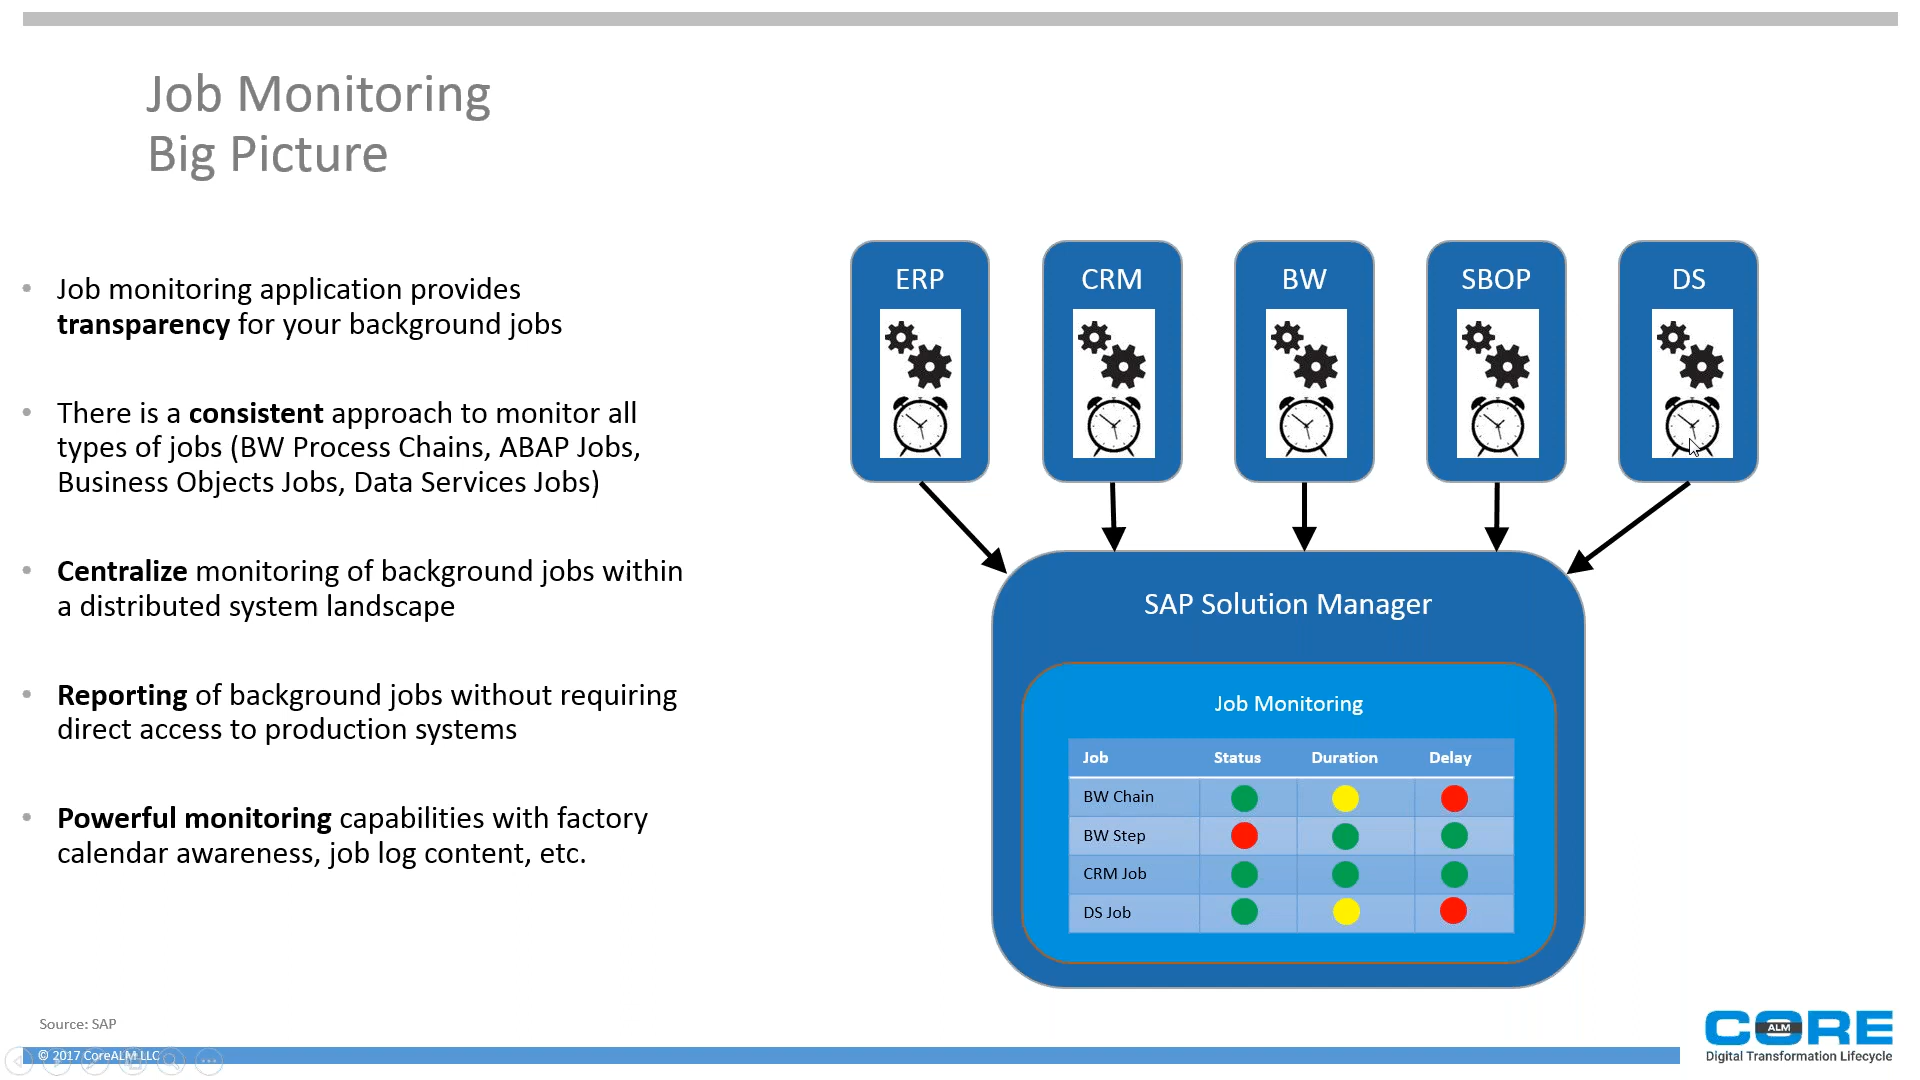 Job Monitoring
Big Picture
• Job monitoring application provides
transparency for your background jobs
• There is a consistent approach to monitor all
types of jobs (BW Process Chains, ABAP Jobs,
Business Objects Jobs, Data Services Jobs)
• Centralize monitoring of background jobs within
a distributed system landscape
• Reporting of background jobs without requiring
direct access to production systems
• Powerful monitoring capabilities with factory
calendar awareness, job log content, etc.
ERP CRM BW SBOP DS
SAP Solution Manager
Job Monitoring
Job Status Duration Delay
BW Chain
BW Step
CRM Job
DS Job
Source: SAP
© 2017 CoreALM LLC
CORE
ALM
Digital Transformation Lifecycle